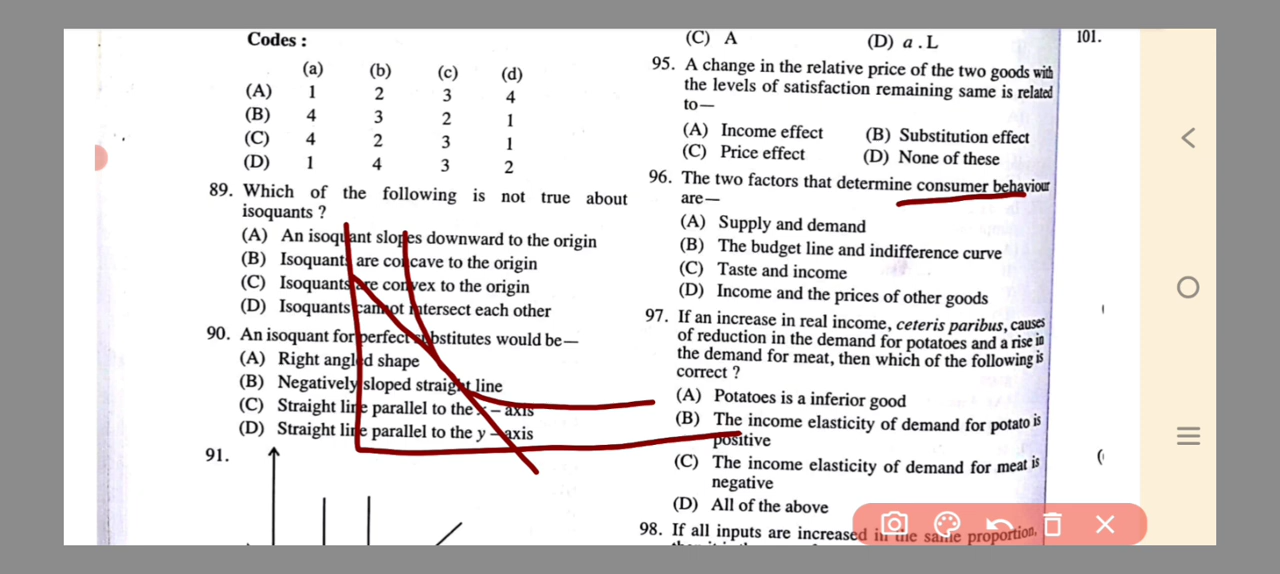 Codes :
(a) (b) (c) (d)
(A) 1 2 3 4
(B) 4 3 2 1
(C) 4 2 3 1
(D) 1 4 3 2
89. Which of the following is not true about
isoquants ?
(A) An isoquant slopes downward to the origin
(B) Isoquants are concave to the origin
(C) Isoquants are convex to the origin
(D) Isoquants cannot intersect each other
90. An isoquant for perfect substitutes would be—
(A) Right angled shape
(B) Negatively sloped straight line
(C) Straight line parallel to the x – axis
(D) Straight line parallel to the y – axis
91.
(C) A (D) a . L
95. A change in the relative price of the two goods with
the levels of satisfaction remaining same is related
to—
(A) Income effect (B) Substitution effect
(C) Price effect (D) None of these
96. The two factors that determine consumer behaviour
are—
(A) Supply and demand
(B) The budget line and indifference curve
(C) Taste and income
(D) Income and the prices of other goods
97. If an increase in real income, ceteris paribus, causes
of reduction in the demand for potatoes and a rise in
the demand for meat, then which of the following is
correct ?
(A) Potatoes is a inferior good
(B) The income elasticity of demand for potato is
positive
(C) The income elasticity of demand for meat is
negative
(D) All of the above
98. If all inputs are increased in the same proportion,
101.